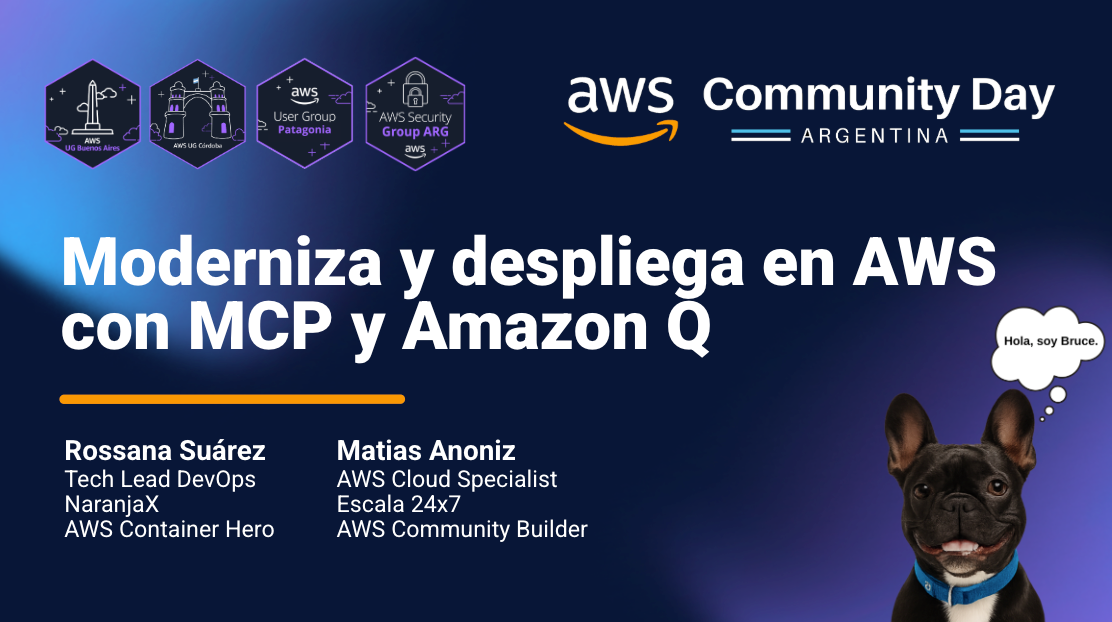 AWS
UG Buenos Aires
AWS UG Córdoba
aws
User Group
Patagonia
AWS Security
Group ARG
aws
aws
Community Day
ARGENTINA
Moderniza y despliega en AWS
con MCP y Amazon Q
Hola, soy Bruce.
Rossana Suárez
Tech Lead DevOps
NaranjaX
AWS Container Hero
Matias Anoniz
AWS Cloud Specialist
Escala 24x7
AWS Community Builder